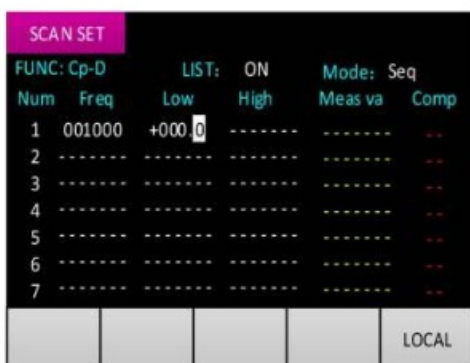 SCAN SET
FUNC: Cp-D LIST: ON Mode: Seq
Num Freq Low High Meas va Comp
1 001000 +000.0 ------- ------- --
2 ------- ------- ------- ------- --
3 ------- ------- ------- ------- --
4 ------- ------- ------- ------- --
5 ------- ------- ------- ------- --
6 ------- ------- ------- ------- --
7 ------- ------- ------- ------- --
LOCAL